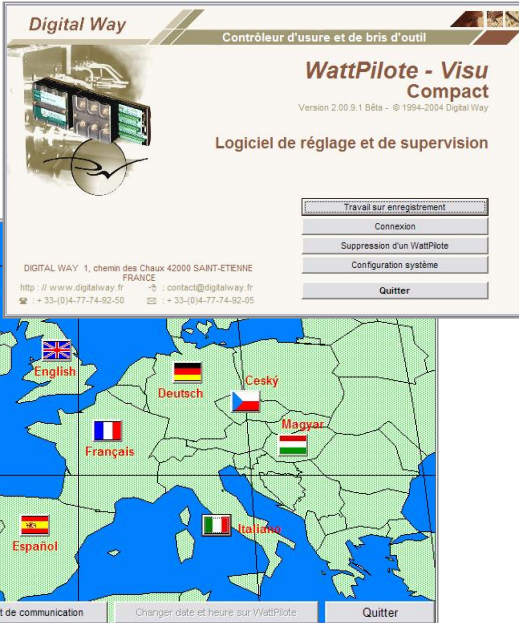 Digital Way
Contrôleur d'usure et de bris d'outil
WattPilote - Visu
Compact
Version 2.00.9.1 Bêta - © 1994-2004 Digital Way
Logiciel de réglage et de supervision
Travail sur enregistrement
Connexion
Suppression d'un WattPilote
Configuration système
Quitter
DIGITAL WAY 1, chemin des Chaux 42000 SAINT-ETIENNE
FRANCE
http : // www.digitalway.fr : contact@digitalway.fr
: + 33-(0)4-77-74-92-50 : + 33-(0)4-77-74-92-05
English
Deutsch
Ceský
Magyar
Français
Italiano
Español
t de communication
Changer date et heure sur WattPilote
Quitter